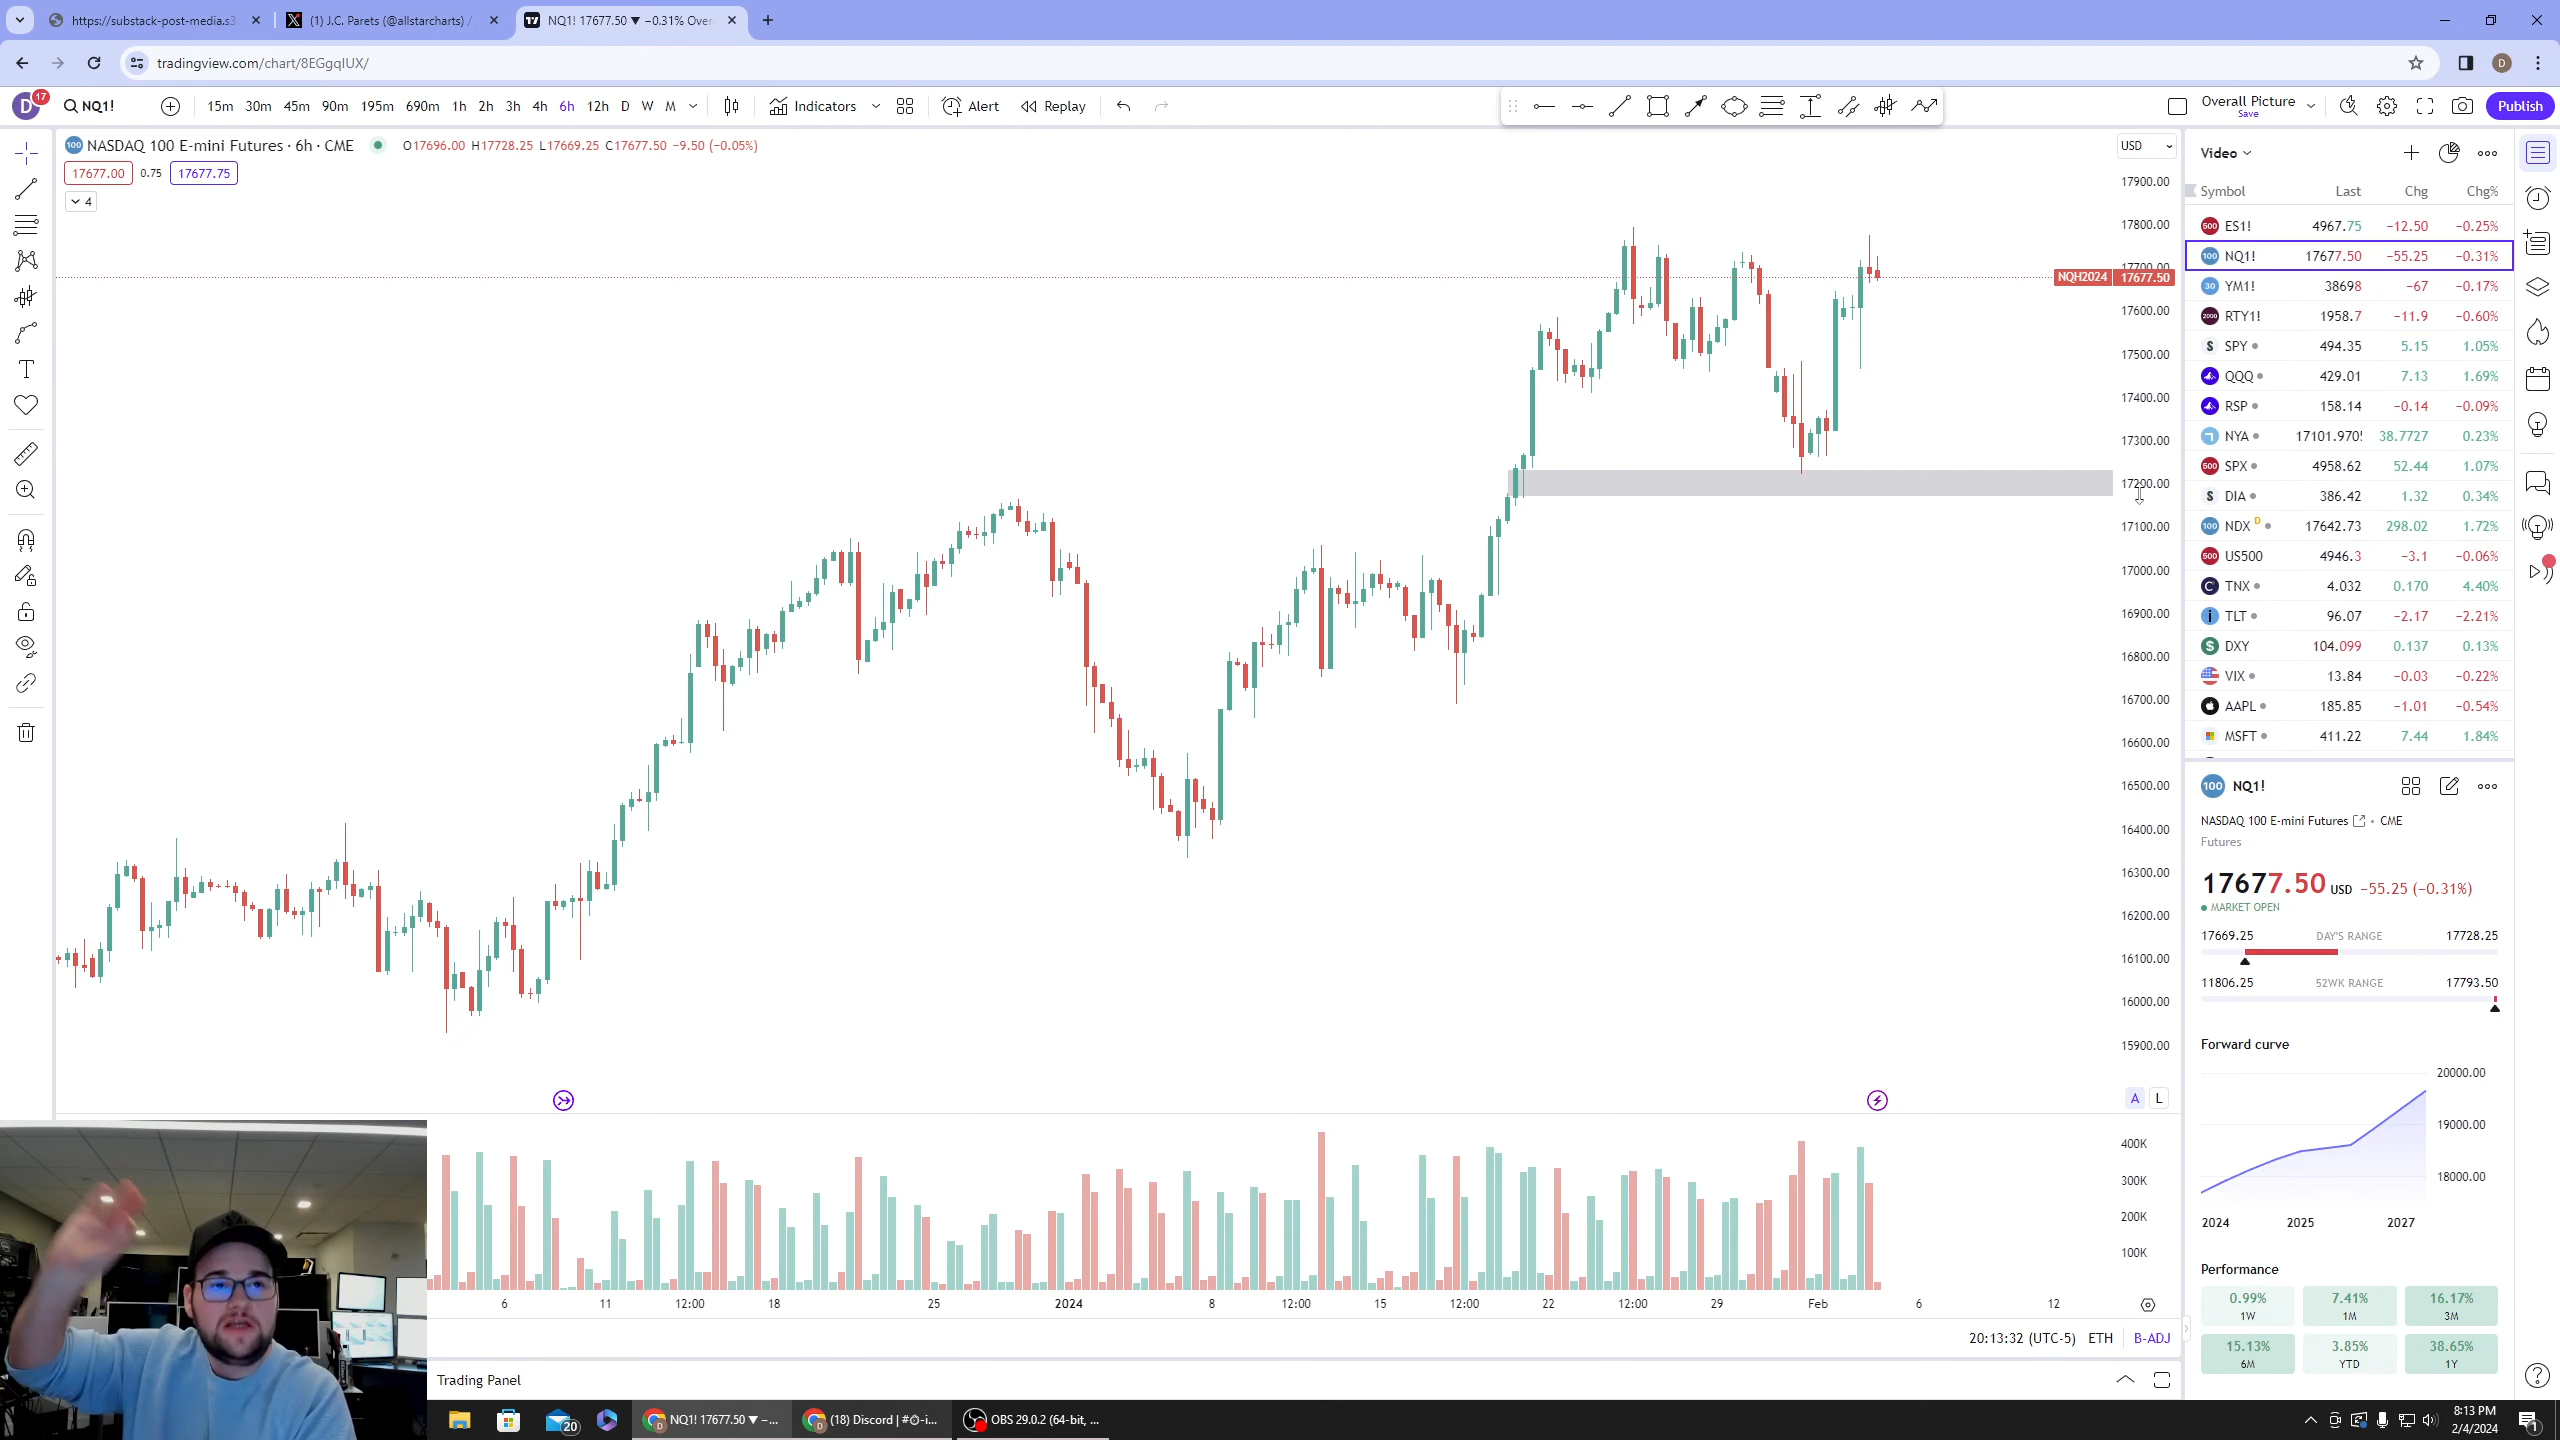 https://substack-post-media.s3.
(1) J.C. Parets (@allstarcharts) /
NQ1! 17677.50 ▼ −0.31% Over
tradingview.com/chart/8EGgqIUX/
D 17 NQ1! 15m 30m 45m 90m 195m 690m 1h 2h 3h 4h 6h 12h D W M Indicators Alert Replay Overall Picture Save Publish
NASDAQ 100 E-mini Futures · 6h · CME O17696.00 H17728.25 L17669.25 C17677.50 −9.50 (−0.05%)
USD
17677.00 0.75 17677.75
4
17900.00
17800.00
17700.00
NQH2024 17677.50
17600.00
17500.00
17400.00
17300.00
17200.00
17100.00
17000.00
16900.00
16800.00
16700.00
16600.00
16500.00
16400.00
16300.00
16200.00
16100.00
16000.00
15900.00
A L
400K
300K
200K
100K
6 11 12:00 18 25 2024 8 12:00 15 12:00 22 12:00 29 Feb 6 12
20:13:32 (UTC-5) ETH B-ADJ
Trading Panel
Video
Symbol Last Chg Chg%
500 ES1! 4967.75 −12.50 −0.25%
100 NQ1! 17677.50 −55.25 −0.31%
30 YM1! 38698 −67 −0.17%
2000 RTY1! 1958.7 −11.9 −0.60%
S SPY 494.35 5.15 1.05%
QQQ 429.01 7.13 1.69%
RSP 158.14 −0.14 −0.09%
NYA 17101.970 38.7727 0.23%
500 SPX 4958.62 52.44 1.07%
S DIA 386.42 1.32 0.34%
100 NDX D 17642.73 298.02 1.72%
500 US500 4946.3 −3.1 −0.06%
C TNX 4.032 0.170 4.40%
i TLT 96.07 −2.17 −2.21%
$ DXY 104.099 0.137 0.13%
VIX 13.84 −0.03 −0.22%
AAPL 185.85 −1.01 −0.54%
MSFT 411.22 7.44 1.84%
100 NQ1!
NASDAQ 100 E-mini Futures • CME
Futures
17677.50 USD −55.25 (−0.31%)
MARKET OPEN
17669.25 DAY'S RANGE 17728.25
11806.25 52WK RANGE 17793.50
Forward curve
20000.00
19000.00
18000.00
2024 2025 2027
Performance
0.99% 7.41% 16.17%
1W 1M 3M
15.13% 3.85% 38.65%
6M YTD 1Y
20 NQ1! 17677.50 ▼ −... (18) Discord | #⏱-i... OBS 29.0.2 (64-bit, ...
8:13 PM
2/4/2024
1